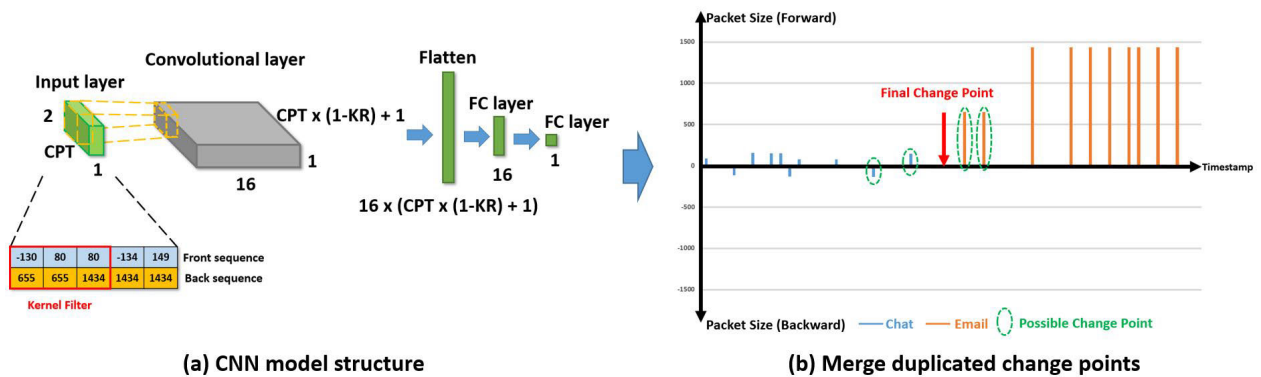 Input layer
2
CPT
1
Convolutional layer
CPT x (1-KR) + 1
1
16
Flatten
FC layer
FC layer
16
1
16 x (CPT x (1-KR) + 1)
-130 80 80 -134 149 Front sequence
655 655 1434 1434 1434 Back sequence
Kernel Filter
(a) CNN model structure
Packet Size (Forward)
1500
1000
500
0
-500
-1000
-1500
Final Change Point
Timestamp
Packet Size (Backward)
Chat
Email
Possible Change Point
(b) Merge duplicated change points